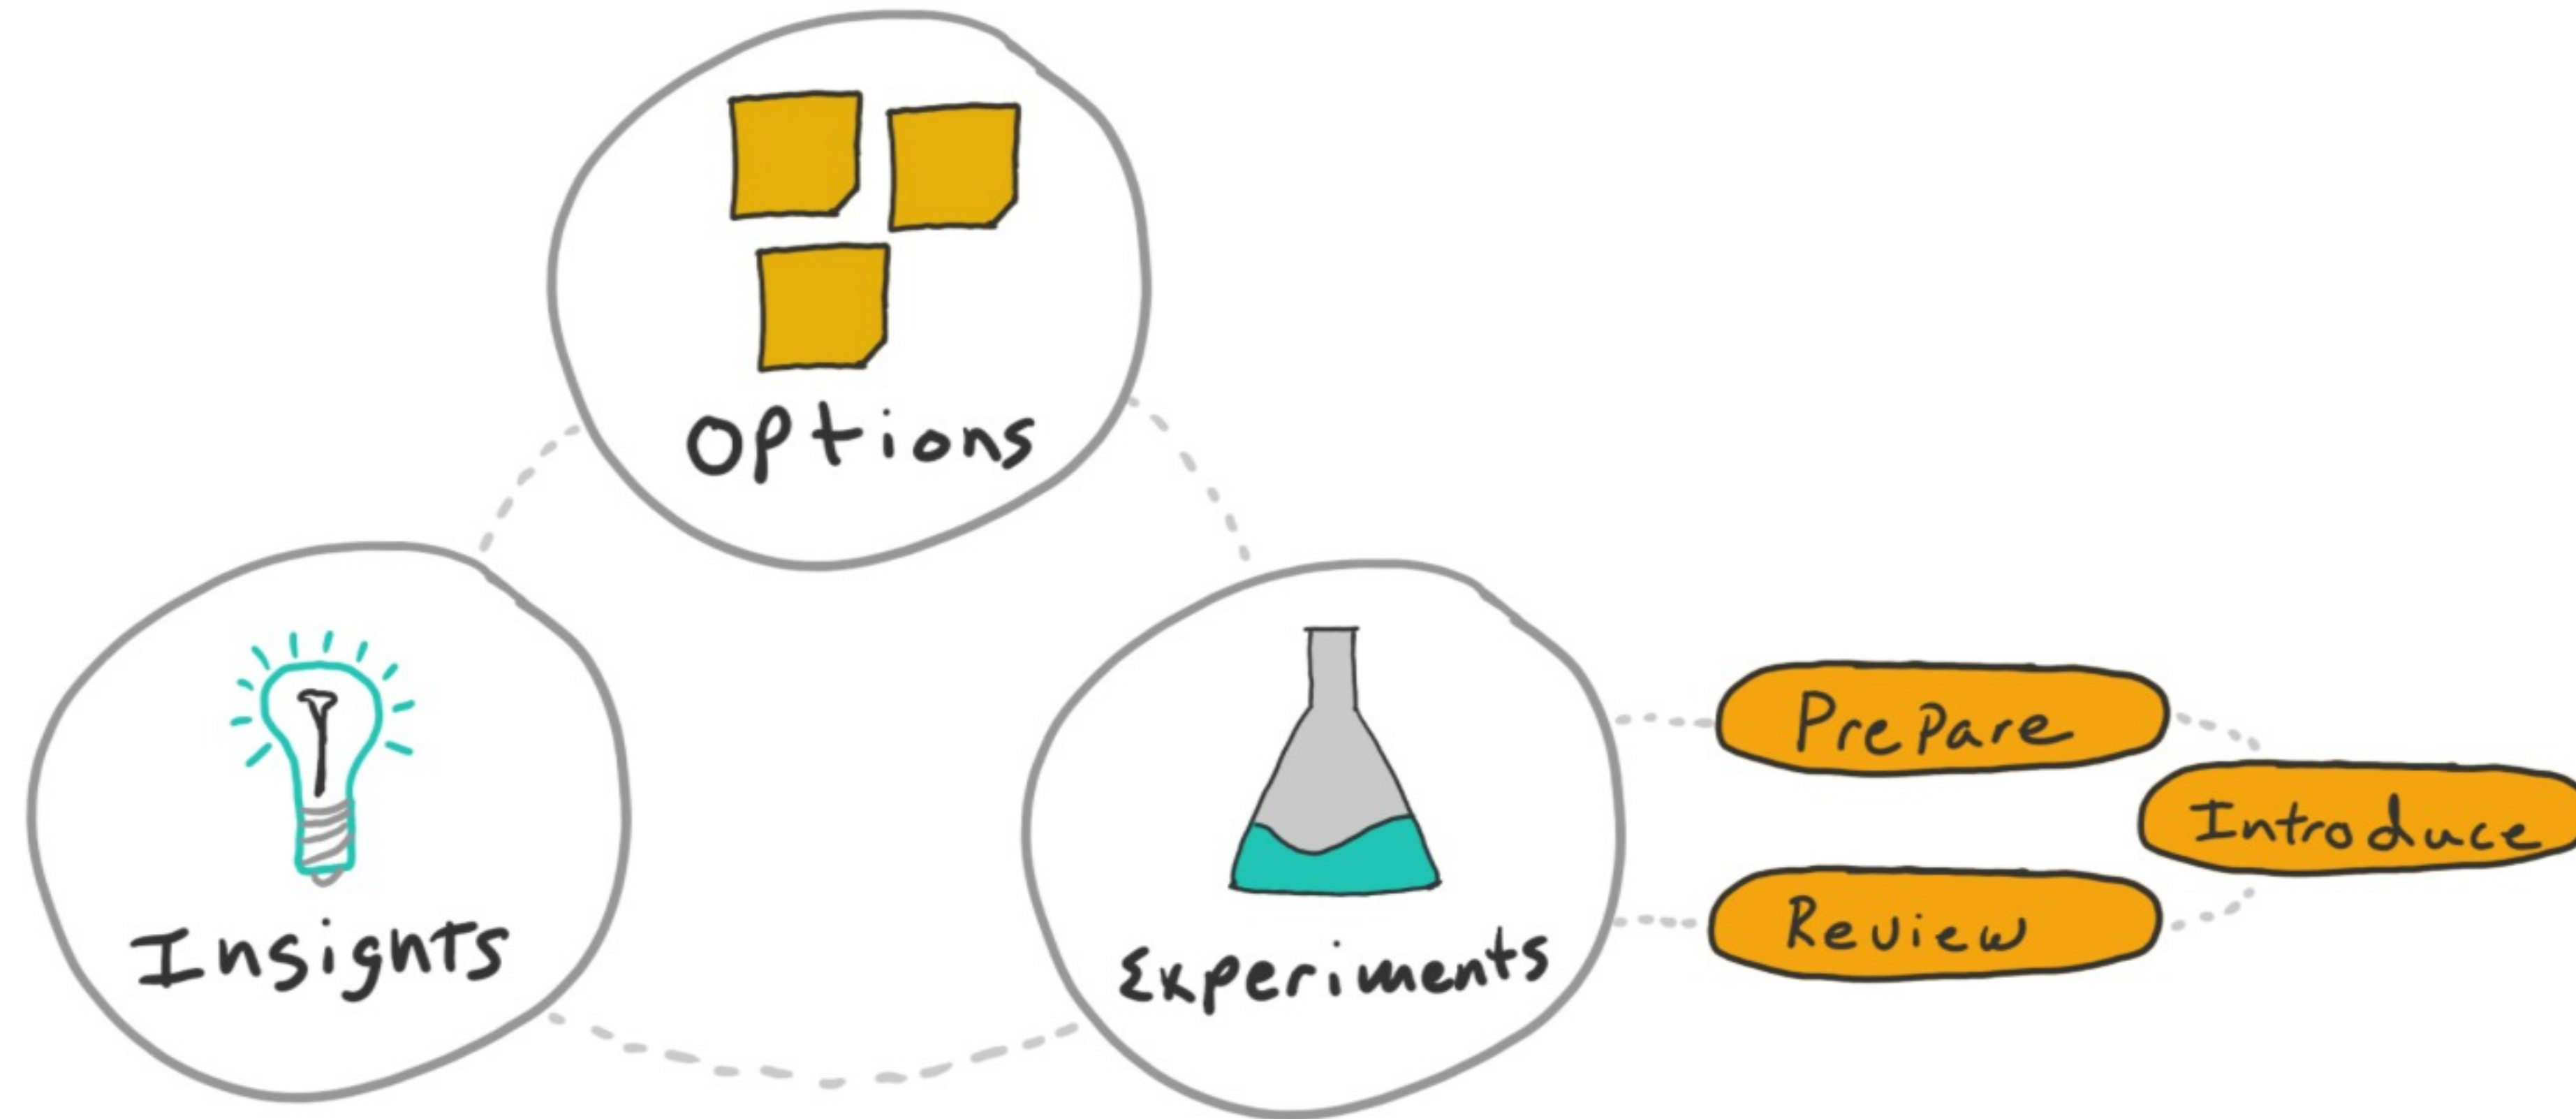 Options
Insights
Experiments
Prepare
Introduce
Review